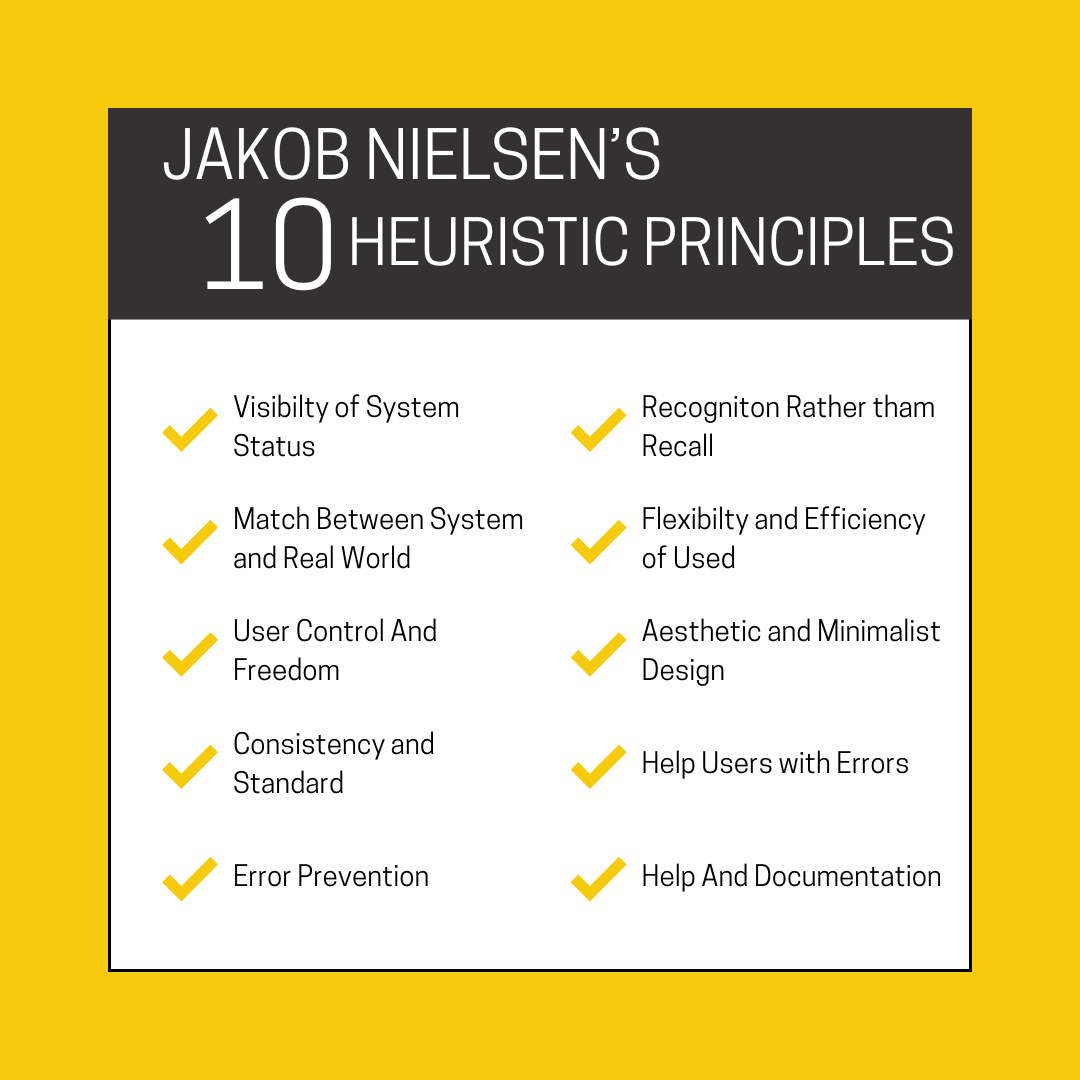 JAKOB NIELSEN'S
10 HEURISTIC PRINCIPLES
Visibilty of System
Status
Match Between System
and Real World
User Control And
Freedom
Consistency and
Standard
Error Prevention
Recogniton Rather tham
Recall
Flexibilty and Efficiency
of Used
Aesthetic and Minimalist
Design
Help Users with Errors
Help And Documentation